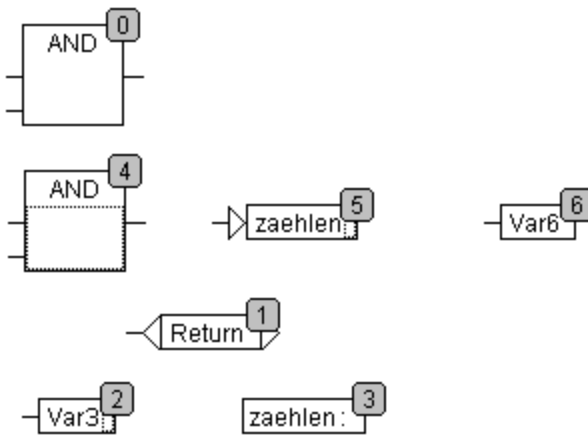 0
AND
4
AND
5
zaehlen
6
Var6
1
Return
2
Var3
3
zaehlen :